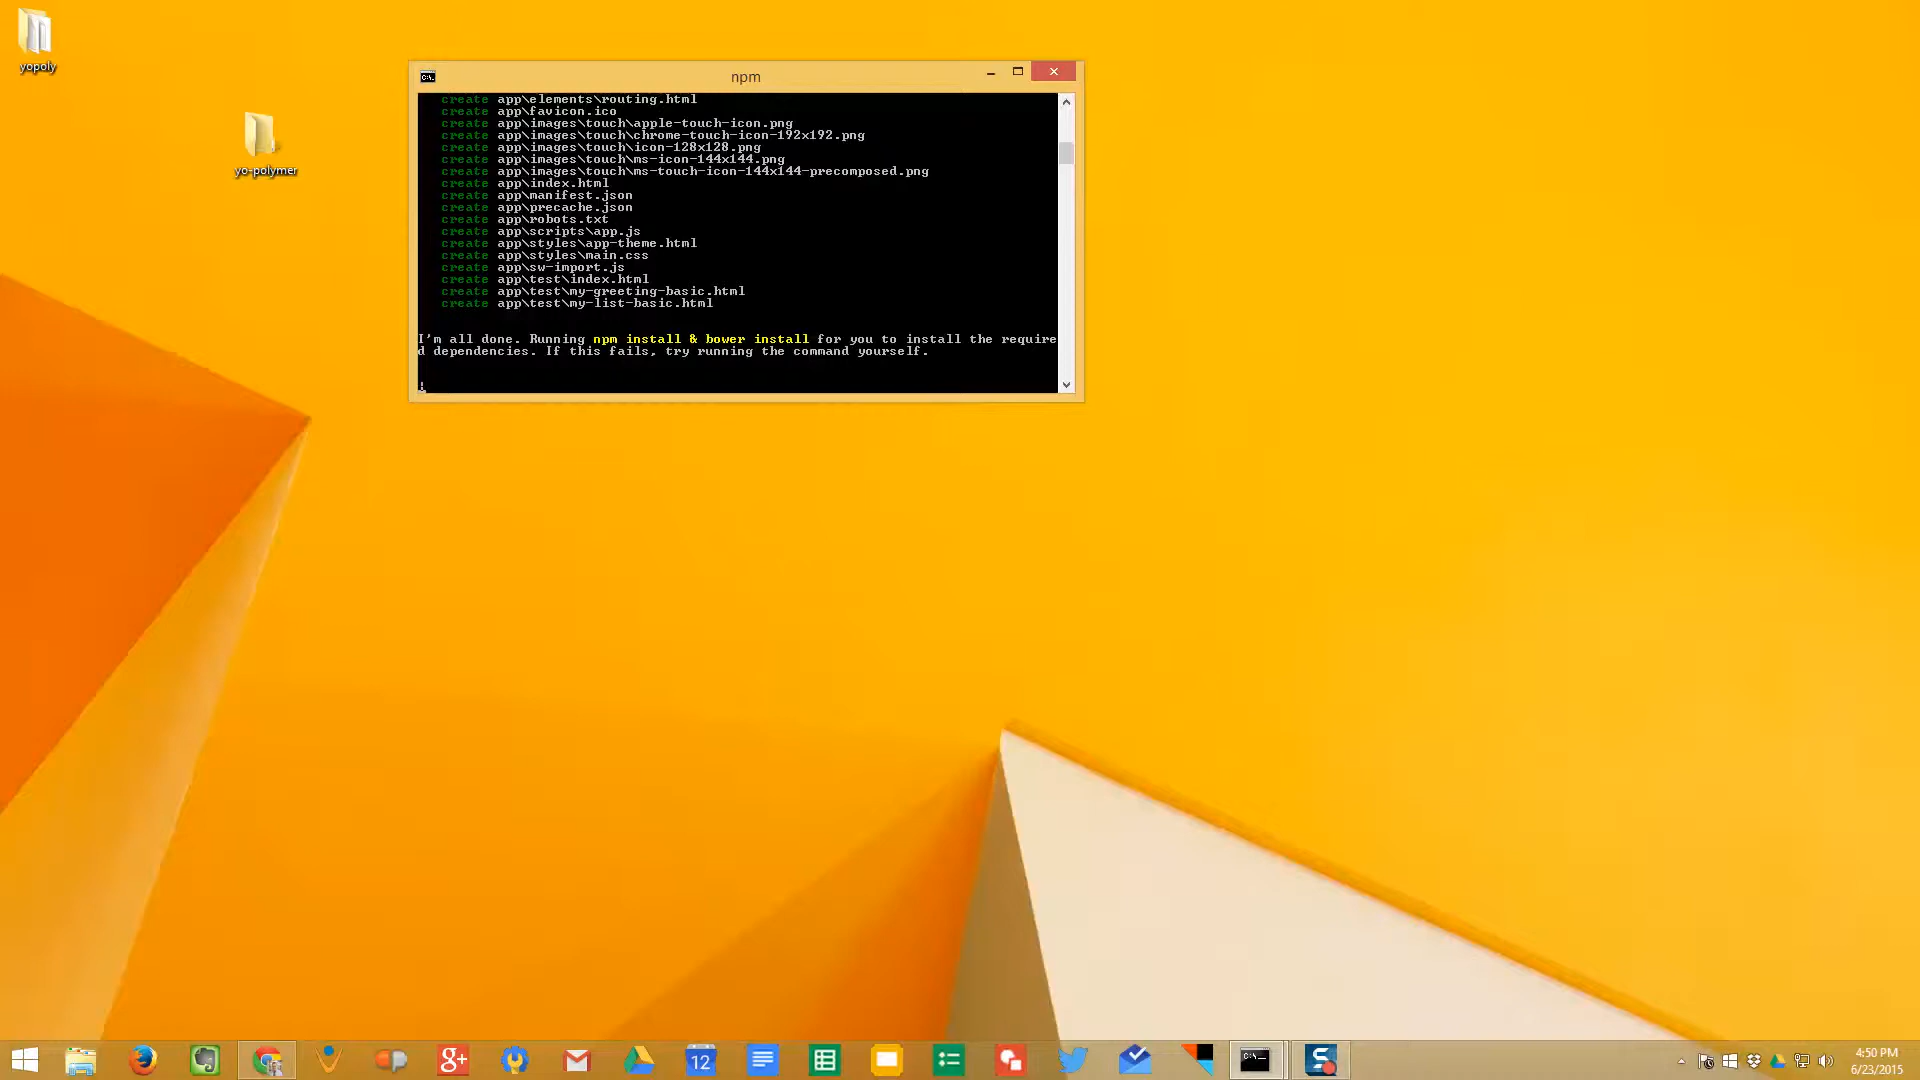 yopoly
yo-polymer
npm
create app\elements\routing.html
create app\favicon.ico
create app\images\touch\apple-touch-icon.png
create app\images\touch\chrome-touch-icon-192x192.png
create app\images\touch\icon-128x128.png
create app\images\touch\ms-icon-144x144.png
create app\images\touch\ms-touch-icon-144x144-precomposed.png
create app\index.html
create app\manifest.json
create app\precache.json
create app\robots.txt
create app\scripts\app.js
create app\styles\app-theme.html
create app\styles\main.css
create app\sw-import.js
create app\test\index.html
create app\test\my-greeting-basic.html
create app\test\my-list-basic.html
I'm all done. Running npm install & bower install for you to install the require
d dependencies. If this fails, try running the command yourself.
g+
12
4:50 PM
6/23/2015